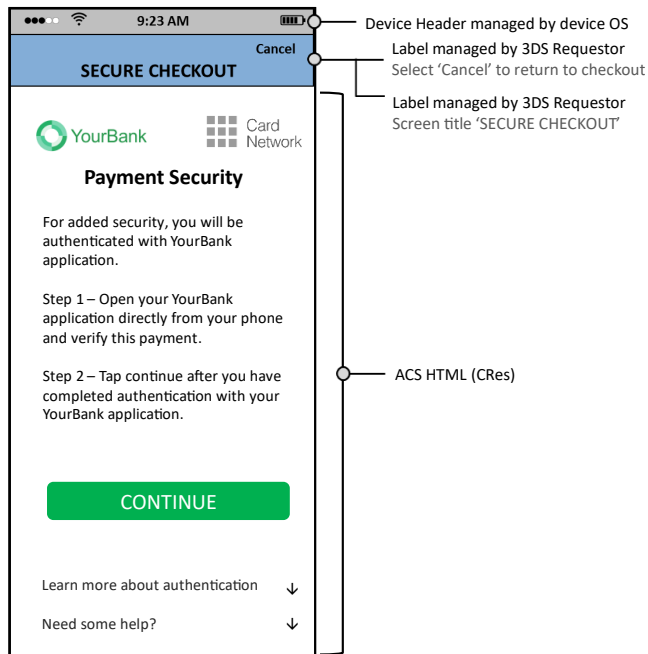 9:23 AM
Cancel
SECURE CHECKOUT
YourBank
Card
Network
Payment Security
For added security, you will be
authenticated with YourBank
application.
Step 1 – Open your YourBank
application directly from your phone
and verify this payment.
Step 2 – Tap continue after you have
completed authentication with your
YourBank application.
CONTINUE
Learn more about authentication
Need some help?
Device Header managed by device OS
Label managed by 3DS Requestor
Select ‘Cancel’ to return to checkout
Label managed by 3DS Requestor
Screen title ‘SECURE CHECKOUT’
ACS HTML (CRes)